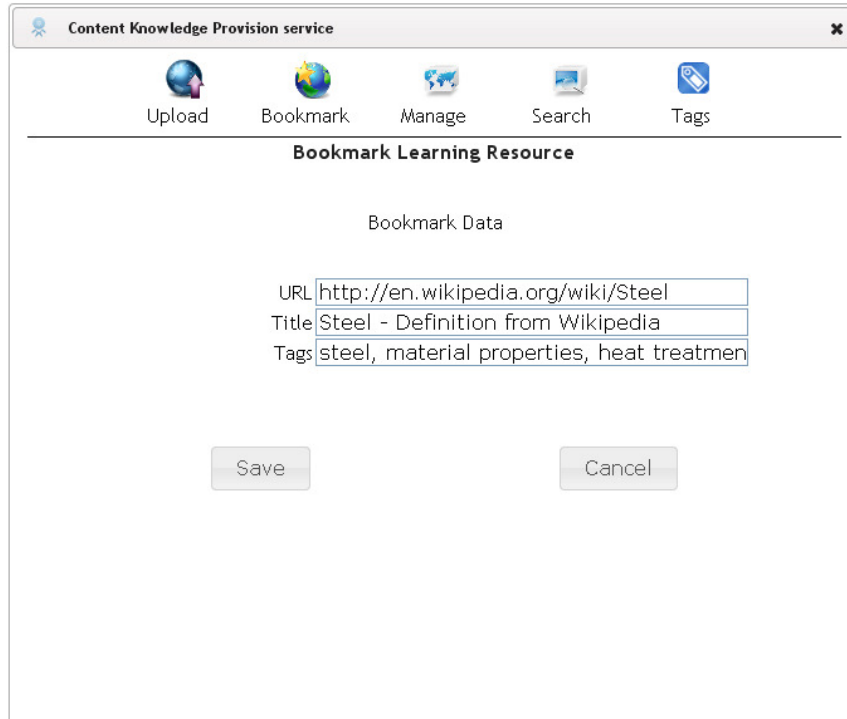 Content Knowledge Provision service
Upload Bookmark Manage Search Tags
Bookmark Learning Resource
Bookmark Data
URL http://en.wikipedia.org/wiki/Steel
Title Steel - Definition from Wikipedia
Tags steel, material properties, heat treatmen
Save Cancel